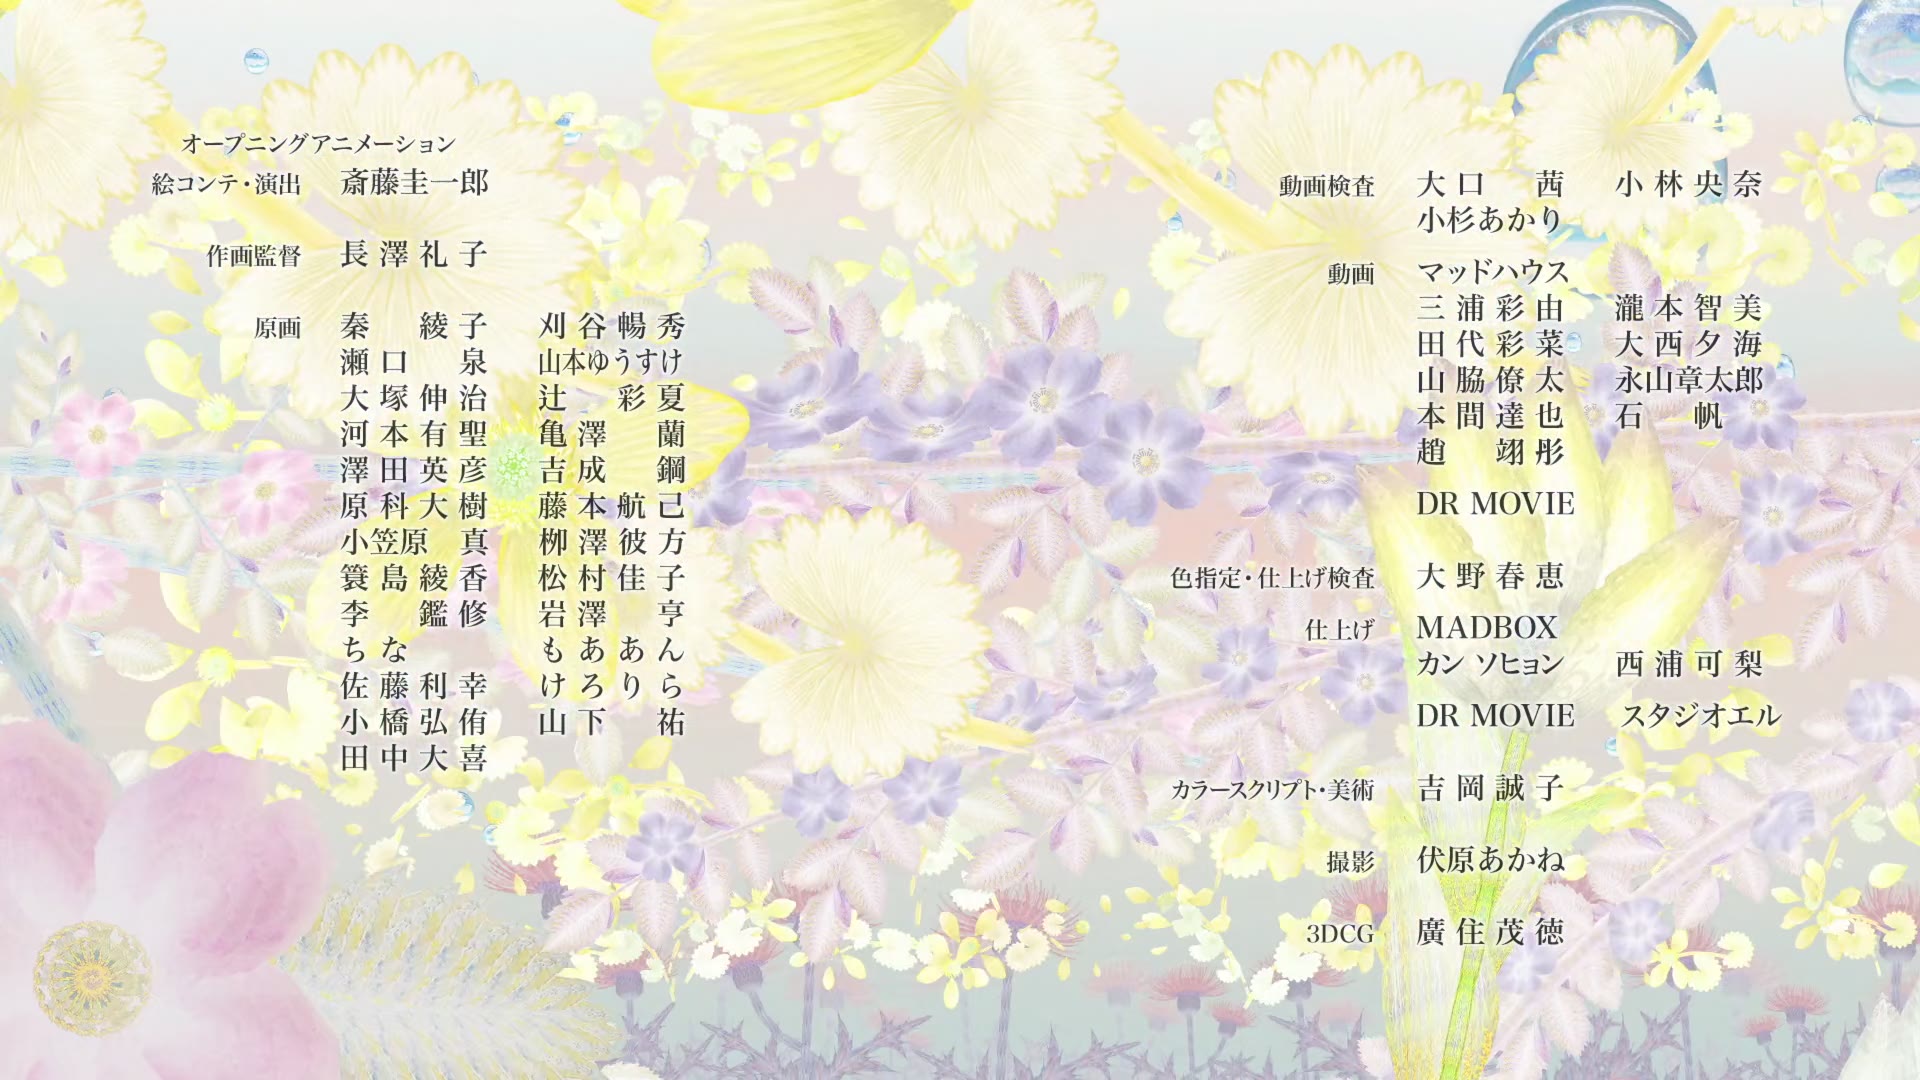 オープニングアニメーション
絵コンテ・演出 斎藤圭一郎
作画監督 長澤礼子
原画 秦 綾子 刈谷暢秀
瀬口 泉 山本ゆうすけ
大塚伸治 辻 彩夏
河本有聖 亀澤 蘭
澤田英彦 吉成 鋼
原科大樹 藤本航己
小笠原 真 栁澤彼方
簑島綾香 松村佳子
李 鑑修 岩澤 亨
ちな もああん
佐藤利幸 けろりら
小橋弘侑 山下 祐
田中大喜
動画検査 大口 茜 小林央奈
小杉あかり
動画 マッドハウス
三浦彩由 瀧本智美
田代彩菜 大西夕海
山脇僚太 永山章太郎
本間達也 石 帆
趙 翊彤
DR MOVIE
色指定・仕上げ検査 大野春恵
仕上げ MADBOX
カン ソヒョン 西浦可梨
DR MOVIE スタジオエル
カラースクリプト・美術 吉岡誠子
撮影 伏原あかね
3DCG 廣住茂徳